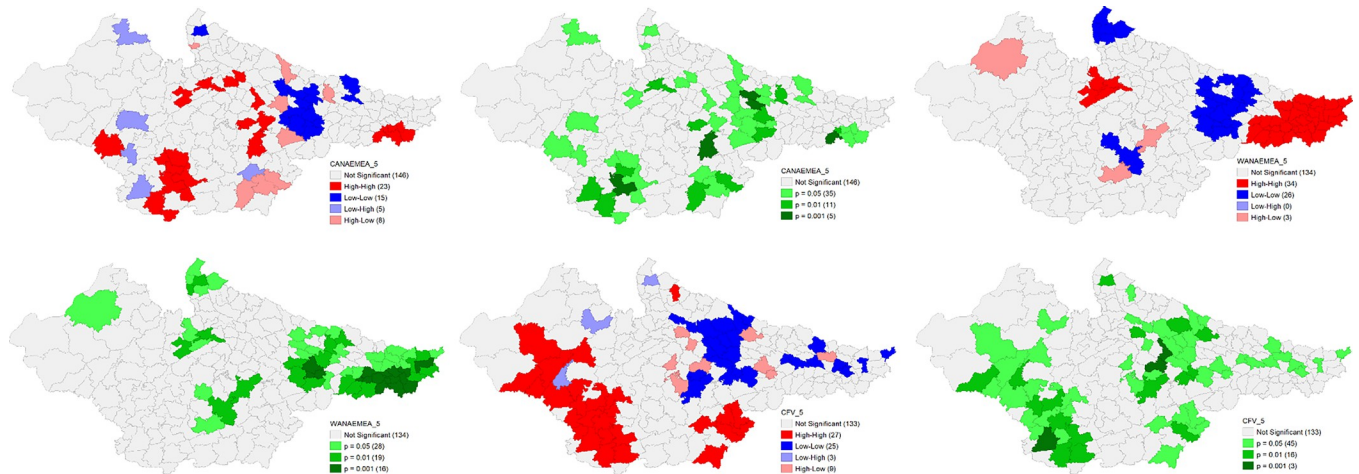 CANAEMEA_5
Not Significant (146)
High-High (23)
Low-Low (15)
Low-High (5)
High-Low (8)
CANAEMEA_5
Not Significant (146)
p = 0.05 (35)
p = 0.01 (11)
p = 0.001 (5)
WANAEMEA_5
Not Significant (134)
High-High (34)
Low-Low (26)
Low-High (0)
High-Low (3)
WANAEMEA_5
Not Significant (134)
p = 0.05 (28)
p = 0.01 (19)
p = 0.001 (16)
CFV_5
Not Significant (133)
High-High (27)
Low-Low (25)
Low-High (3)
High-Low (9)
CFV_5
Not Significant (133)
p = 0.05 (45)
p = 0.01 (16)
p = 0.001 (3)